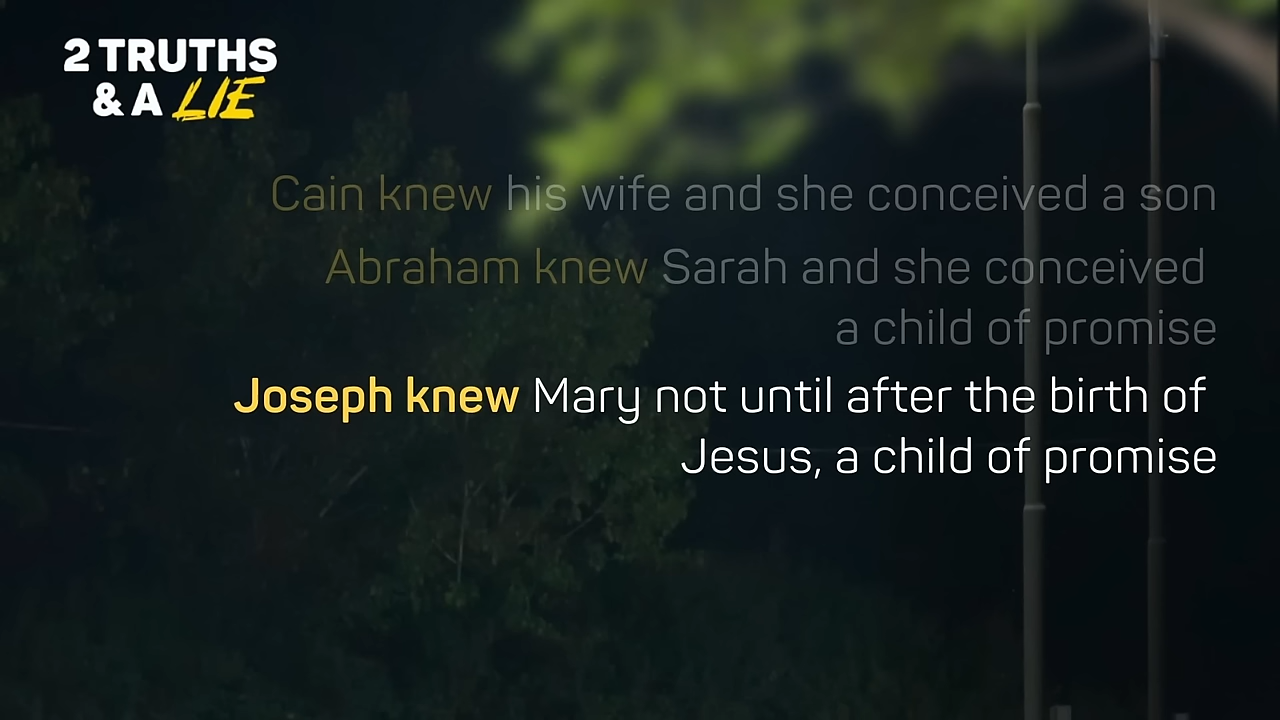 2 TRUTHS
& A LIE
Cain knew his wife and she conceived a son
Abraham knew Sarah and she conceived
a child of promise
Joseph knew Mary not until after the birth of
Jesus, a child of promise